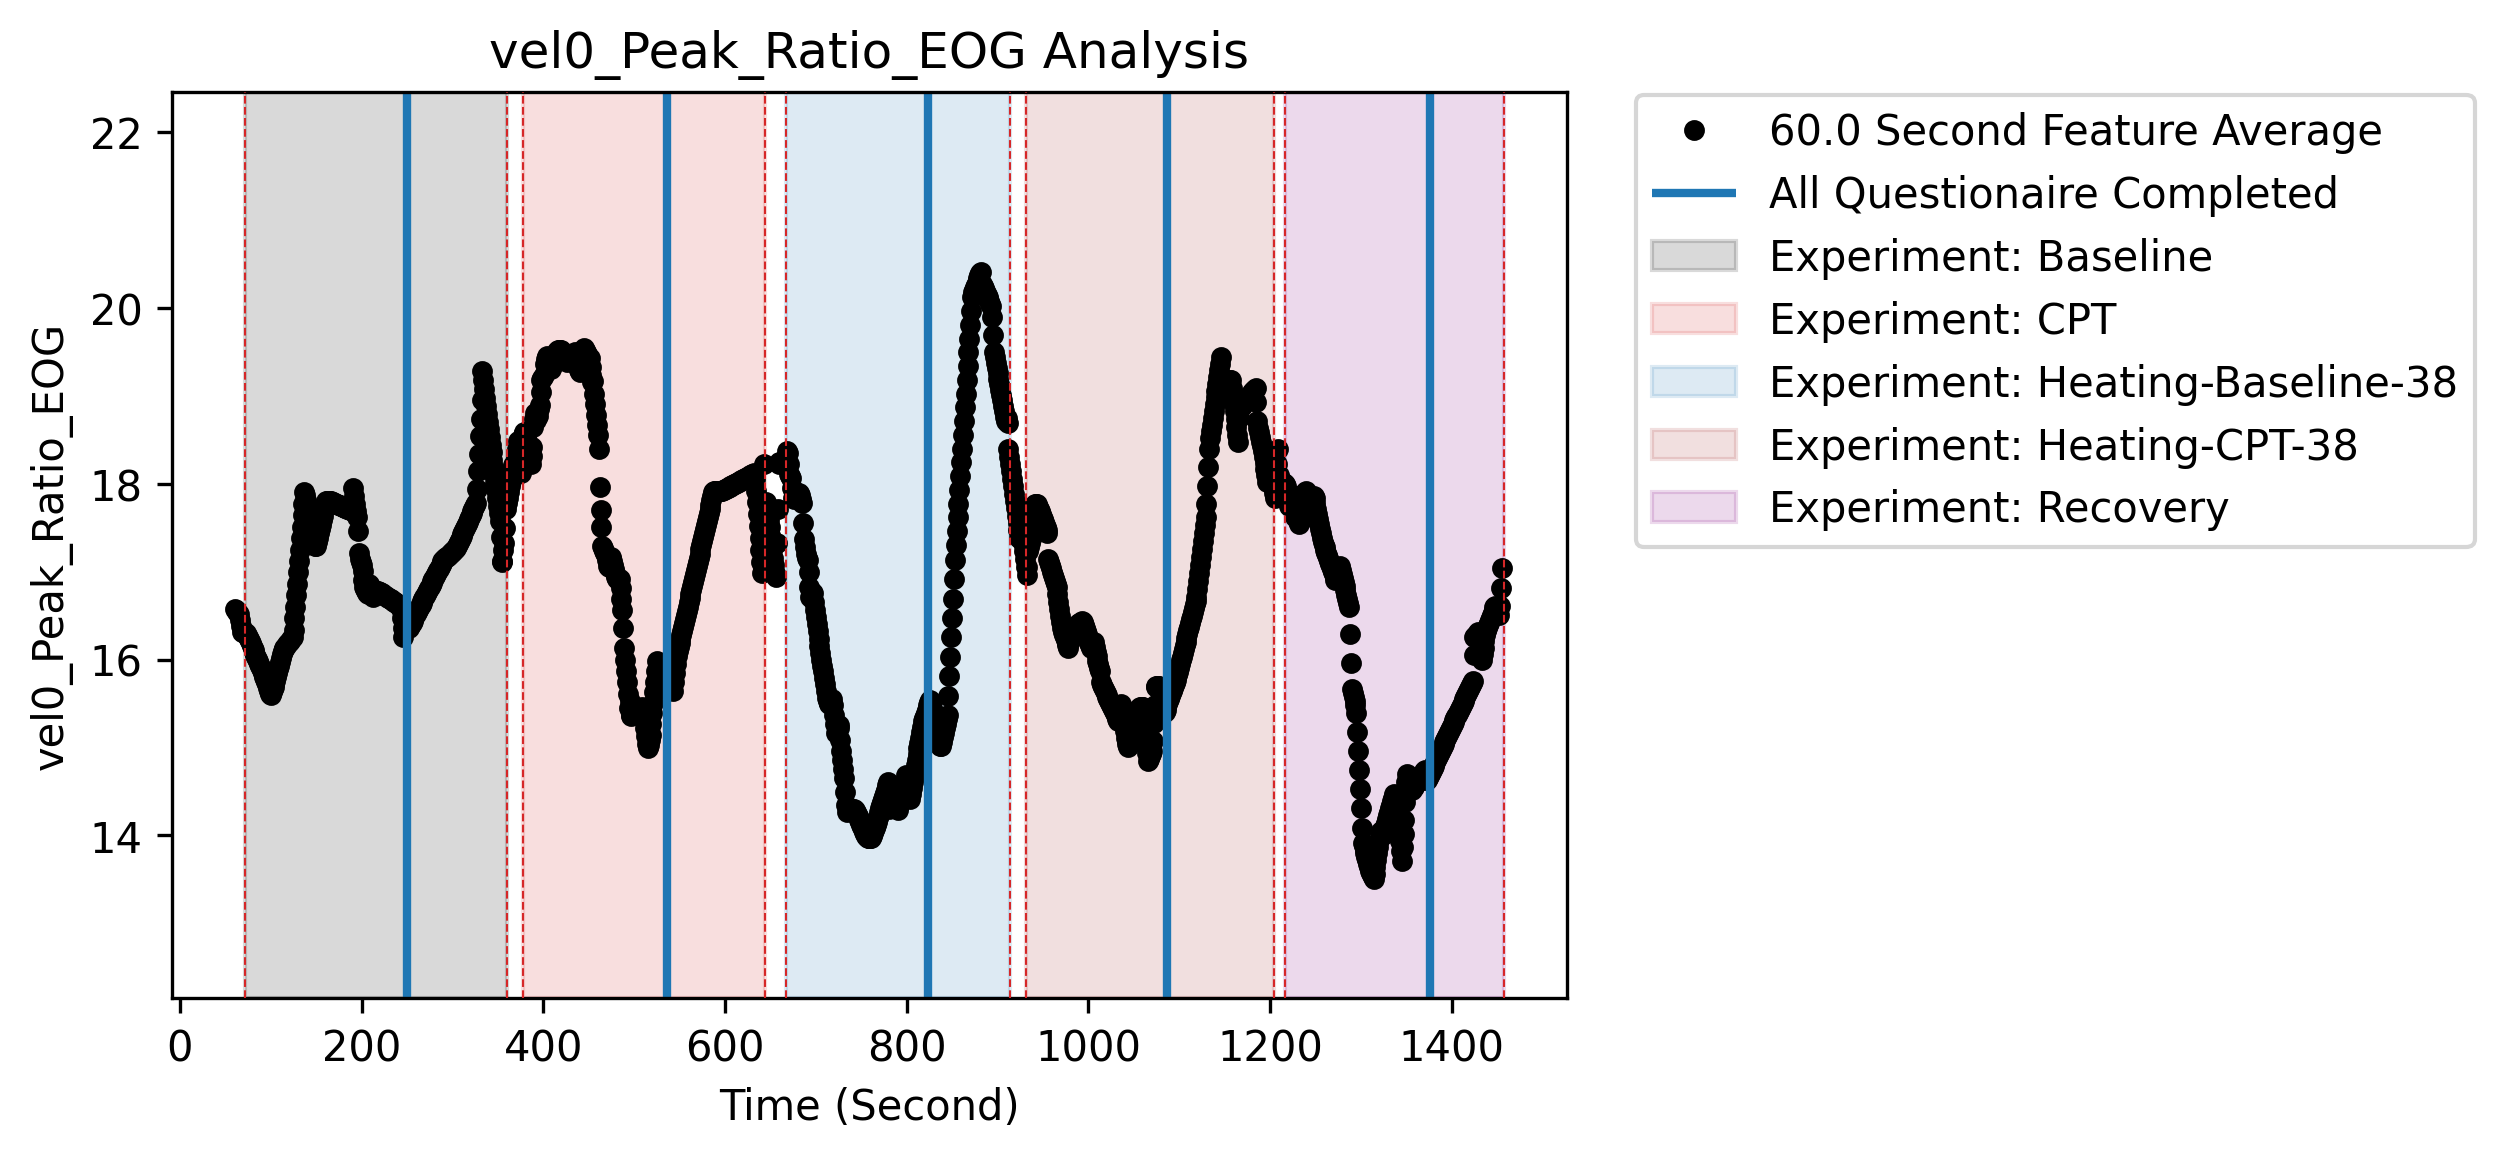 vel0_Peak_Ratio_EOG Analysis
vel0_Peak_Ratio_EOG
22
20
18
16
14
0 200 400 600 800 1000 1200 1400
Time (Second)
60.0 Second Feature Average
All Questionaire Completed
Experiment: Baseline
Experiment: CPT
Experiment: Heating-Baseline-38
Experiment: Heating-CPT-38
Experiment: Recovery